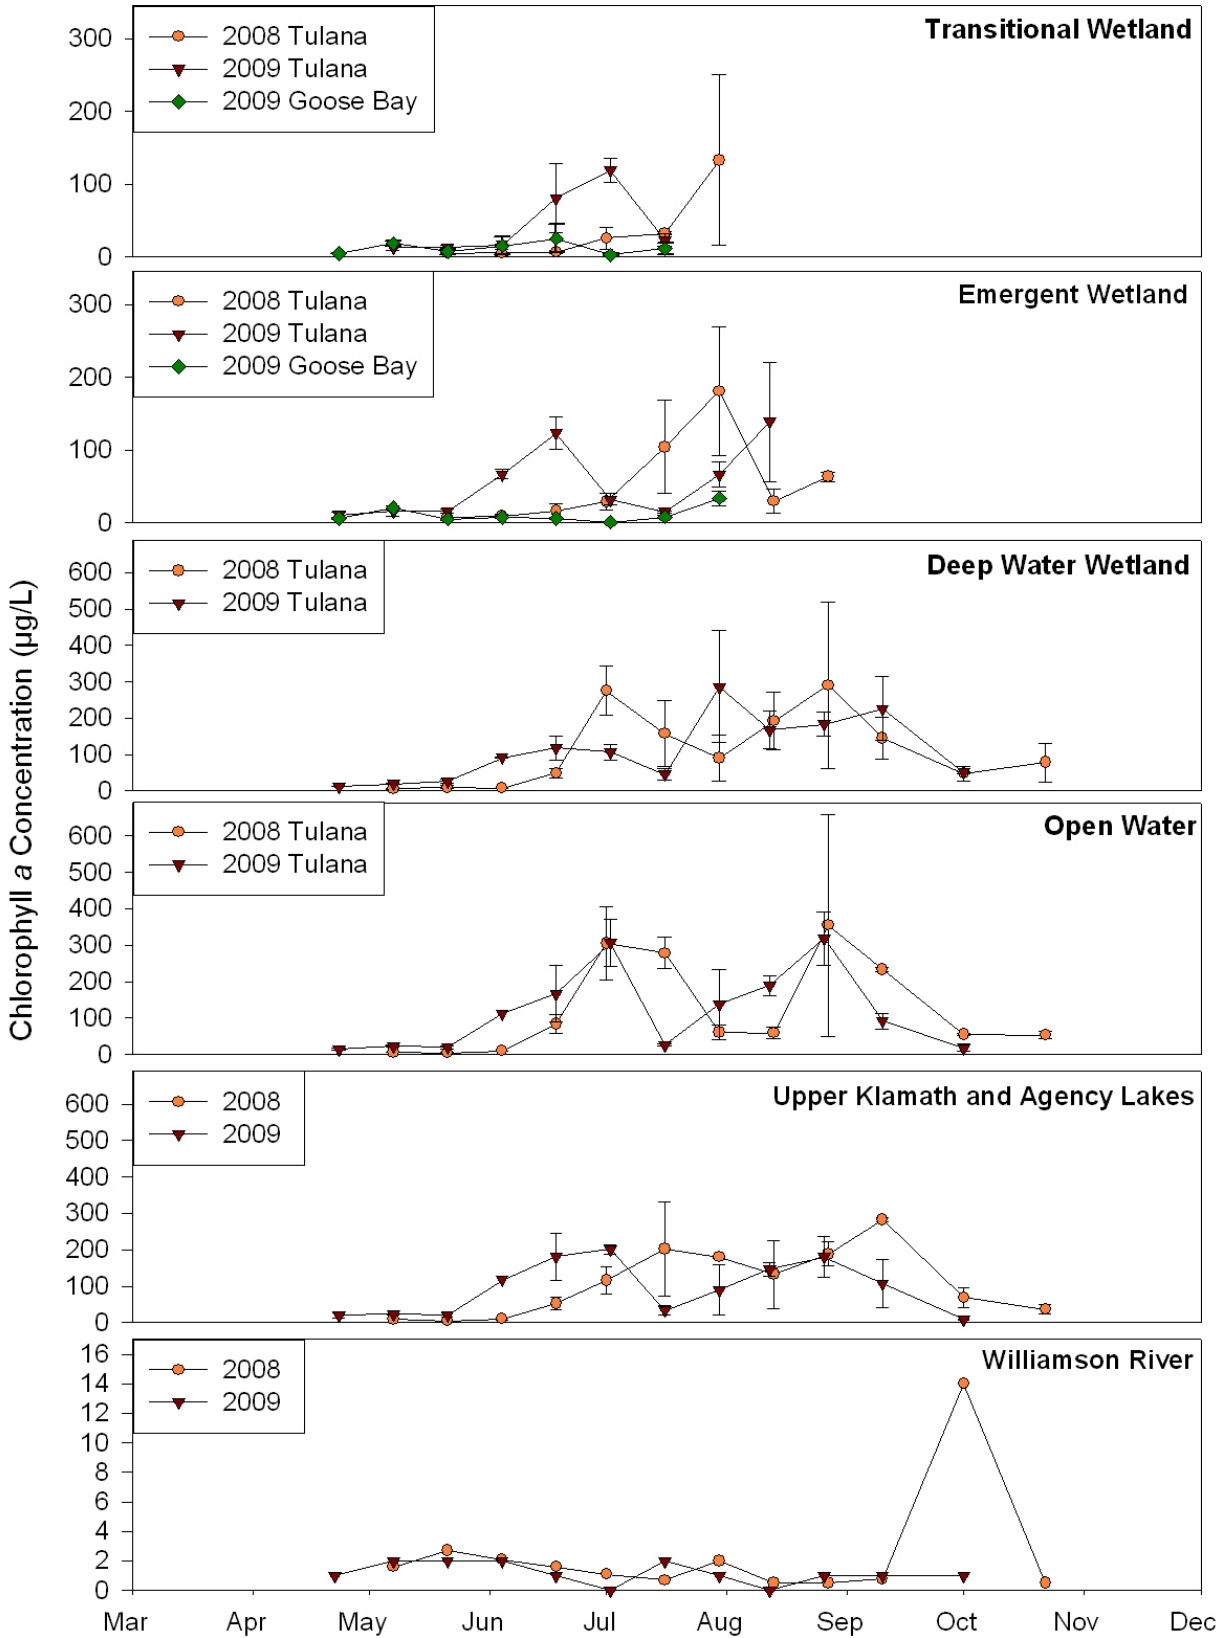 Chlorophyll a Concentration (µg/L)
2008 Tulana
2009 Tulana
2009 Goose Bay
Transitional Wetland
300
200
100
0
2008 Tulana
2009 Tulana
2009 Goose Bay
Emergent Wetland
300
200
100
0
2008 Tulana
2009 Tulana
Deep Water Wetland
600
500
400
300
200
100
0
2008 Tulana
2009 Tulana
Open Water
600
500
400
300
200
100
0
2008
2009
Upper Klamath and Agency Lakes
600
500
400
300
200
100
0
2008
2009
Williamson River
16
14
12
10
8
6
4
2
0
Mar Apr May Jun Jul Aug Sep Oct Nov Dec